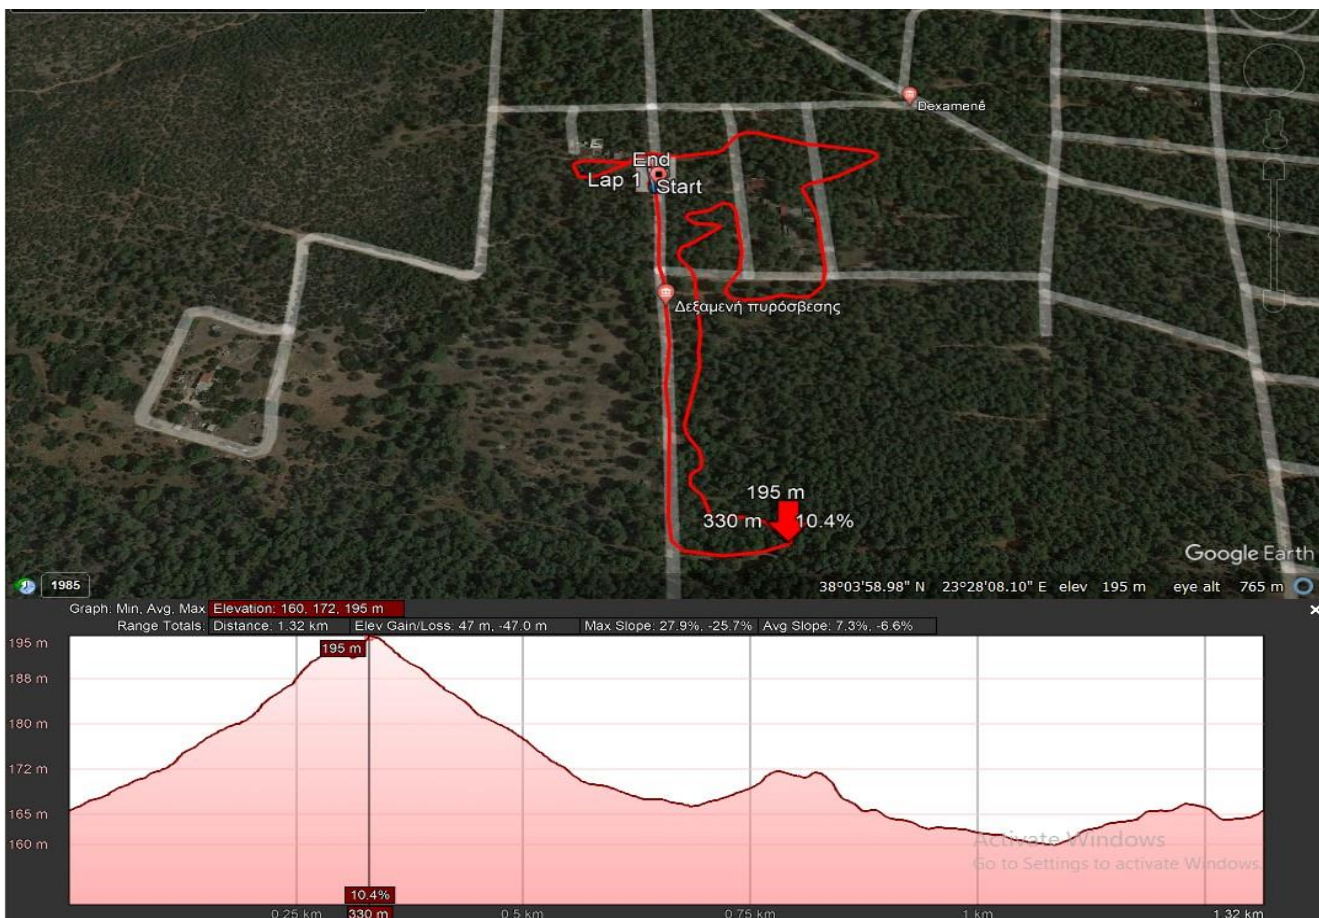 Dexamenê
End
Lap 1 Start
Δεξαμενή πυρόσβεσης
195 m
330 m 10.4%
Google Earth
1985
38°03'58.98" N 23°28'08.10" E elev 195 m eye alt 765 m
Graph: Min, Avg, Max Elevation: 160, 172, 195 m
Range Totals: Distance: 1.32 km Elev Gain/Loss: 47 m, -47.0 m Max Slope: 27.9%, -25.7% Avg Slope: 7.3%, -6.6%
195 m
195 m
188 m
180 m
172 m
165 m
160 m
Activate Windows
Go to Settings to activate Windows.
10.4%
0.25 km 330 m 0.5 km 0.75 km 1 km 1.32 km